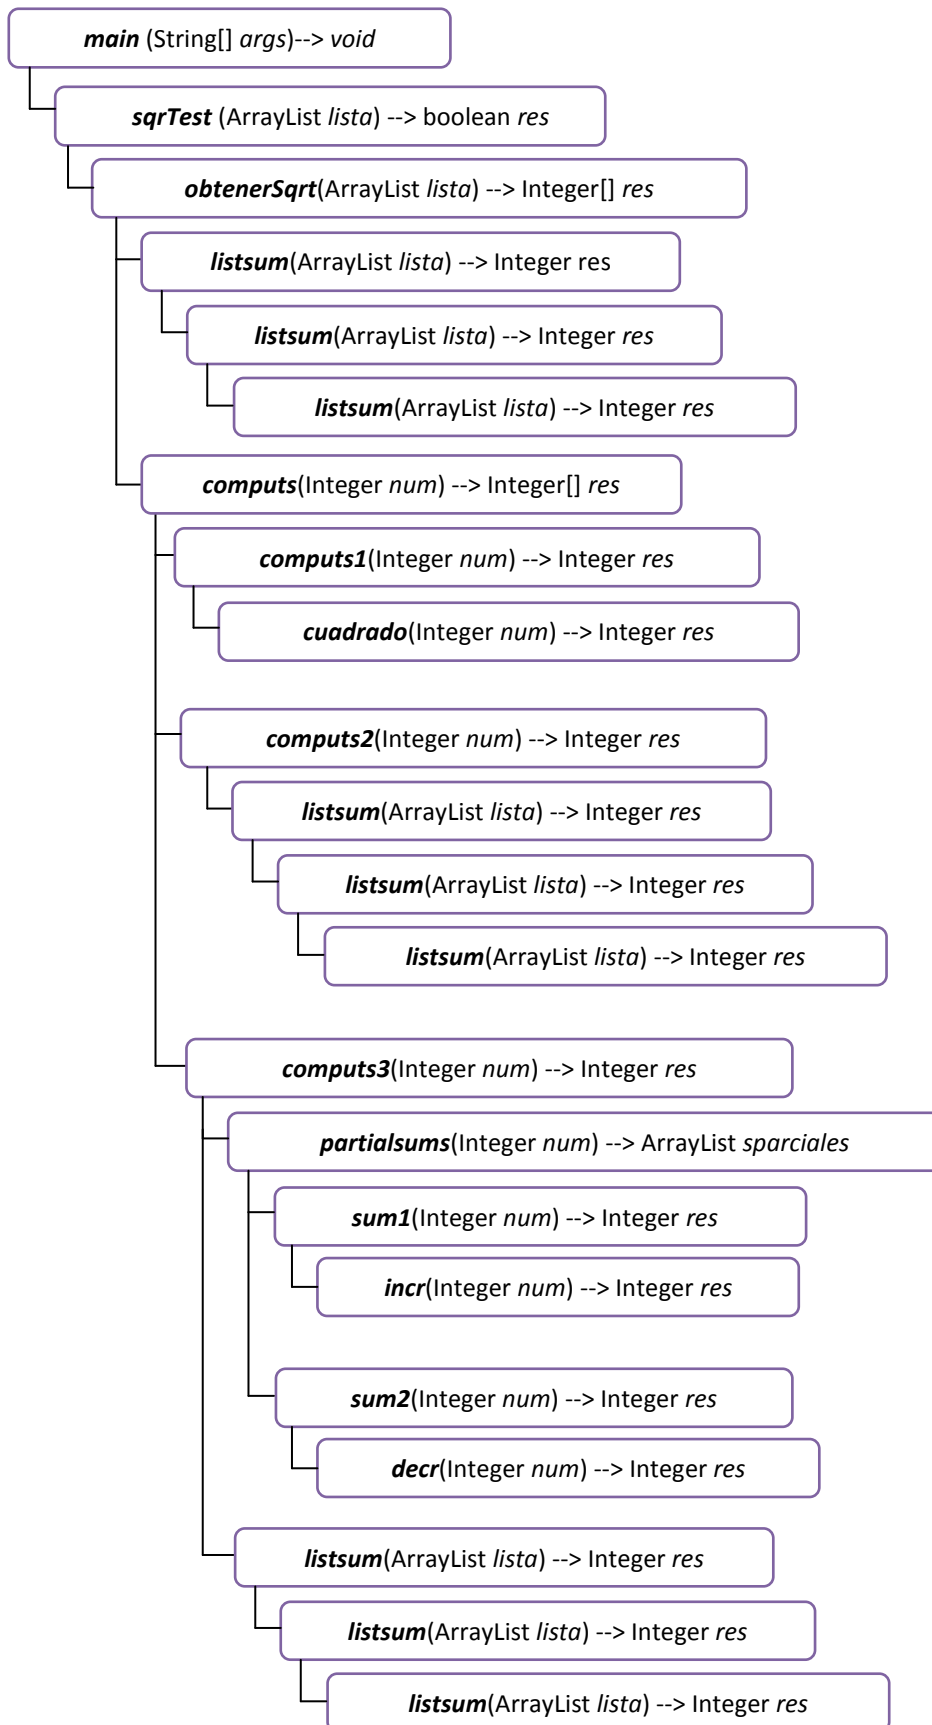 main (String[] args)--> void
sqrTest (ArrayList lista) --> boolean res
obtenerSqrt(ArrayList lista) --> Integer[] res
listsum(ArrayList lista) --> Integer res
listsum(ArrayList lista) --> Integer res
listsum(ArrayList lista) --> Integer res
computs(Integer num) --> Integer[] res
computs1(Integer num) --> Integer res
cuadrado(Integer num) --> Integer res
computs2(Integer num) --> Integer res
listsum(ArrayList lista) --> Integer res
listsum(ArrayList lista) --> Integer res
listsum(ArrayList lista) --> Integer res
computs3(Integer num) --> Integer res
partialsums(Integer num) --> ArrayList sparciales
sum1(Integer num) --> Integer res
incr(Integer num) --> Integer res
sum2(Integer num) --> Integer res
decr(Integer num) --> Integer res
listsum(ArrayList lista) --> Integer res
listsum(ArrayList lista) --> Integer res
listsum(ArrayList lista) --> Integer res